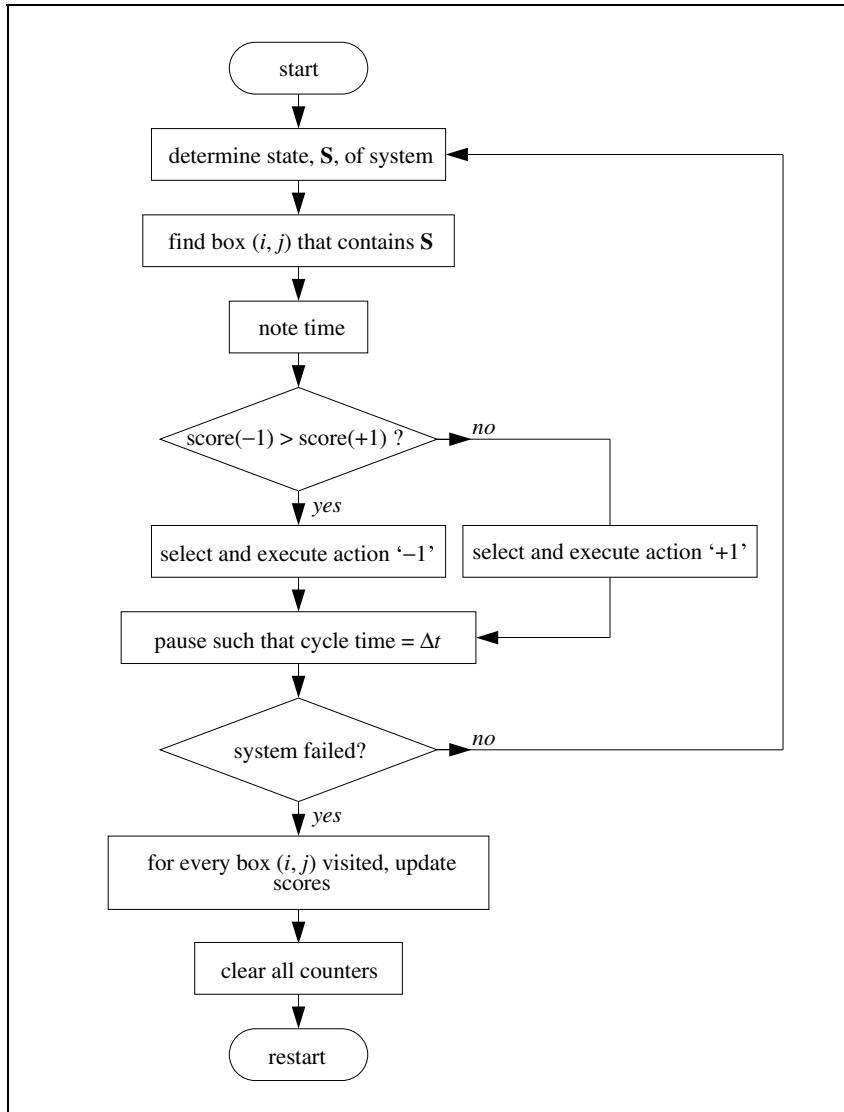 start
determine state, S, of system
find box (i, j) that contains S
note time
score(−1) > score(+1) ?
no
yes
select and execute action ‘−1’
select and execute action ‘+1’
pause such that cycle time = Δt
system failed?
no
yes
for every box (i, j) visited, update
scores
clear all counters
restart